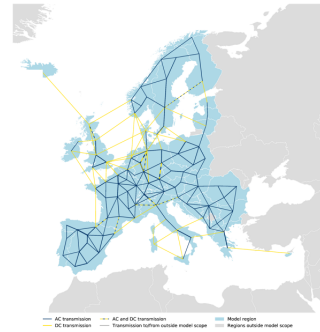 AC transmission
AC and DC transmission
Model region
DC transmission
Transmission to/from outside model scope
Regions outside model scope